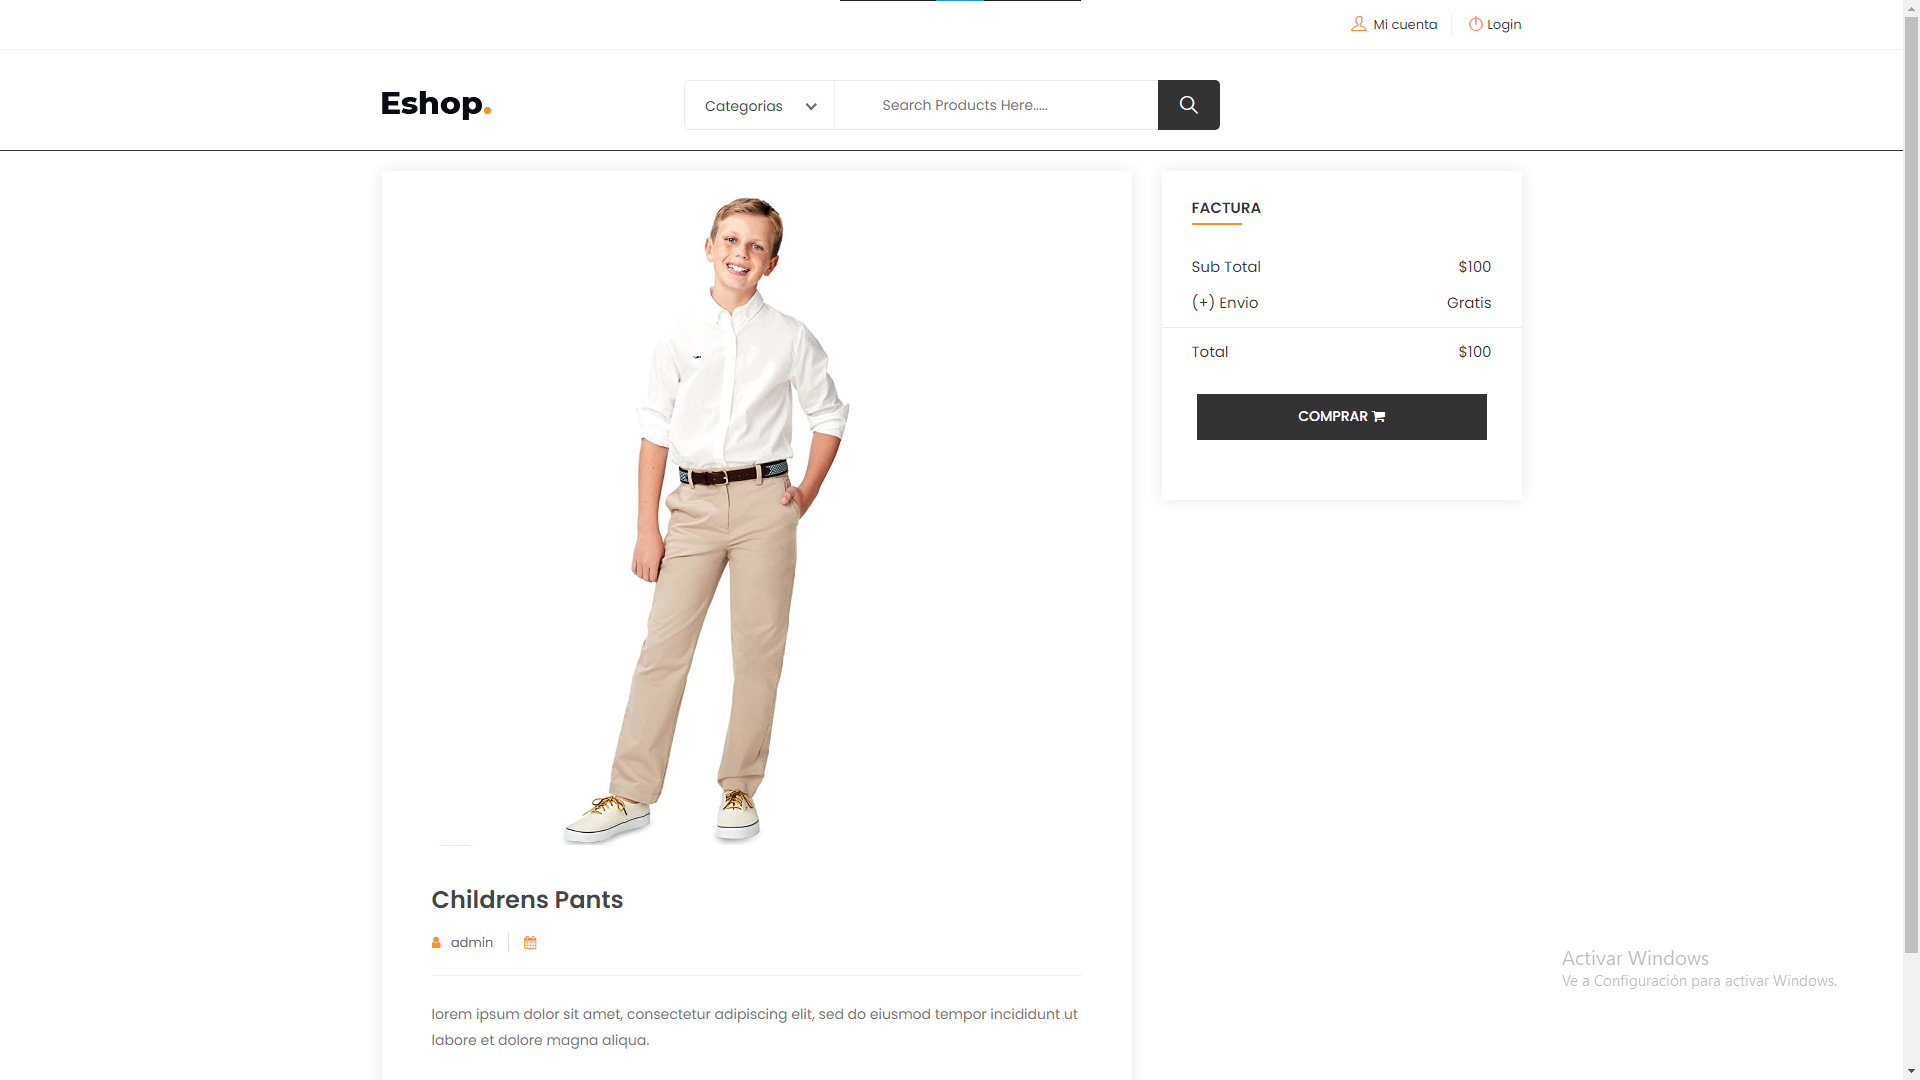 Mi cuenta
Login
Eshop.
Categorias
Search Products Here.....
FACTURA
Sub Total $100
(+) Envio Gratis
Total $100
COMPRAR
Childrens Pants
admin
lorem ipsum dolor sit amet, consectetur adipiscing elit, sed do eiusmod tempor incididunt ut
labore et dolore magna aliqua.
Activar Windows
Ve a Configuración para activar Windows.